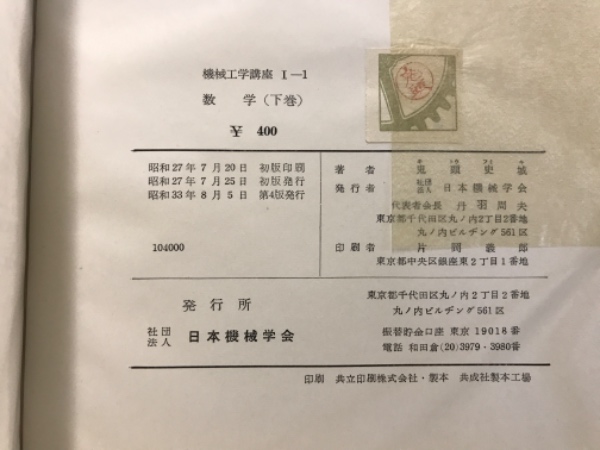 機械工学講座 I—1
数 学（下巻）
¥ 400
昭和27年7月20日 初版印刷
昭和27年7月25日 初版発行
昭和33年8月5日 第4版発行
104000
著者 鬼頭史城
発行者 社団法人 日本機械学会
代表者会長 丹羽周夫
東京都千代田区丸ノ内2丁目2番地
丸ノ内ビルヂング561区
印刷者 片岡義郎
東京都中央区銀座東2丁目1番地
発行所
社団法人 日本機械学会
東京都千代田区丸ノ内2丁目2番地
丸ノ内ビルヂング561区
振替貯金口座 東京 19018番
電話 和田倉(20)3979・3980番
印刷 共立印刷株式会社・製本 共成社製本工場